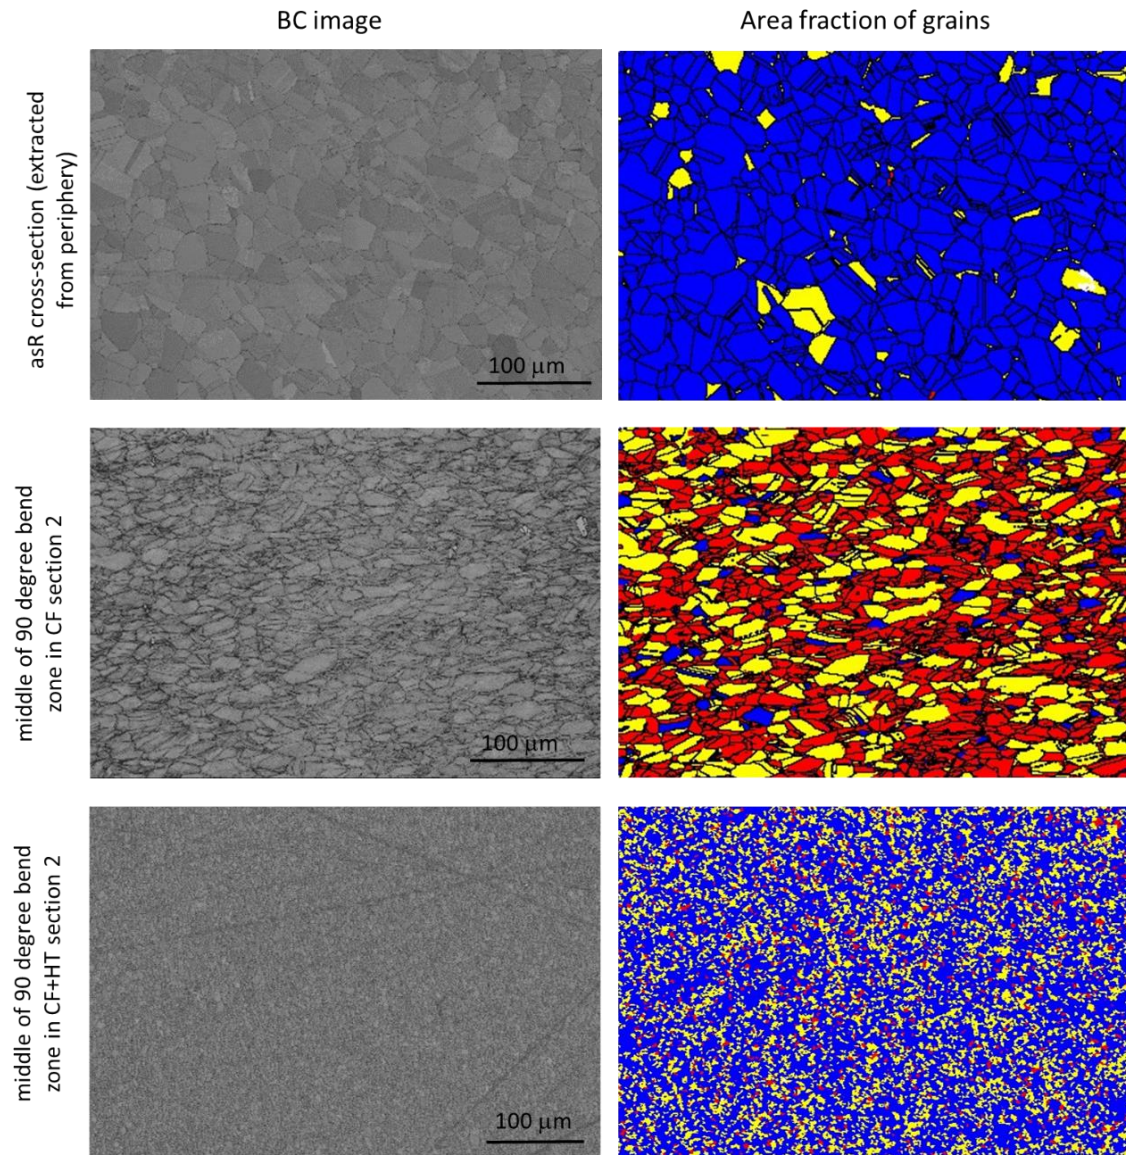 BC image
Area fraction of grains
asR cross-section (extracted
from periphery)
100 μm
middle of 90 degree bend
zone in CF section 2
100 μm
middle of 90 degree bend
zone in CF+HT section 2
100 μm